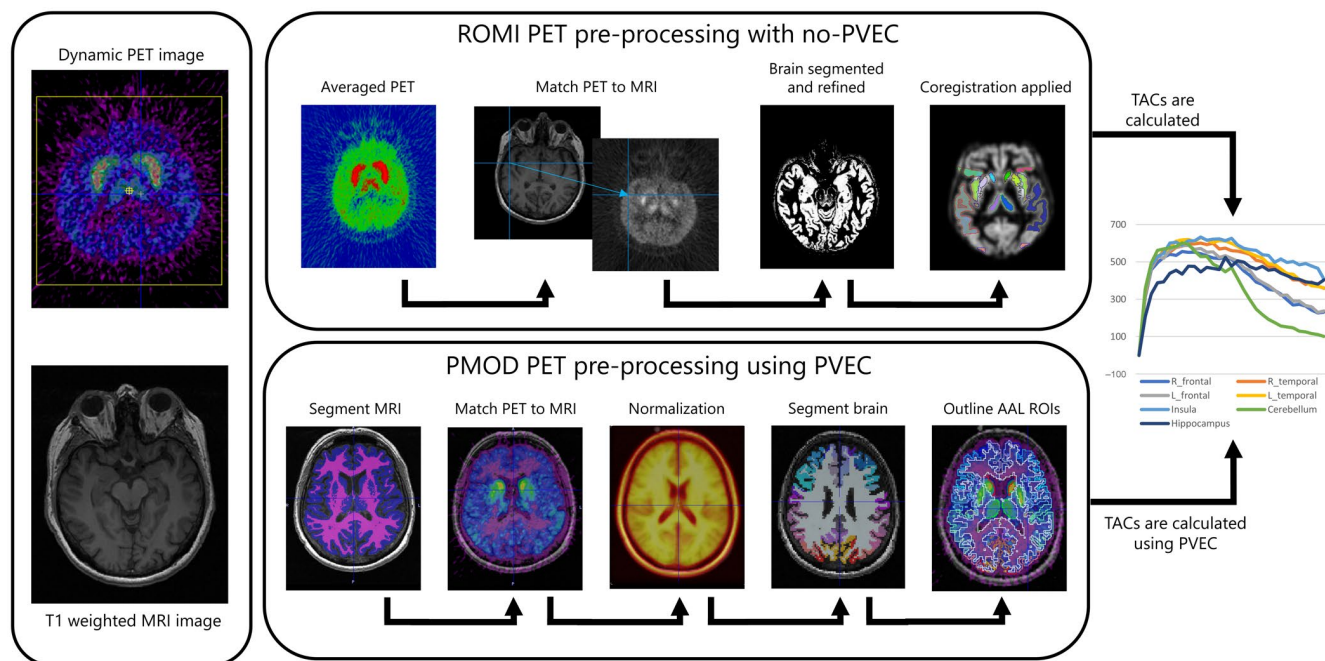 Dynamic PET image
T1 weighted MRI image
ROMI PET pre-processing with no-PVEC
Averaged PET
Match PET to MRI
Brain segmented
and refined
Coregistration applied
PMOD PET pre-processing using PVEC
Segment MRI
Match PET to MRI
Normalization
Segment brain
Outline AAL ROIs
TACs are
calculated
700
500
300
100
–100
R_frontal
R_temporal
L_frontal
L_temporal
Insula
Cerebellum
Hippocampus
TACs are calculated
using PVEC